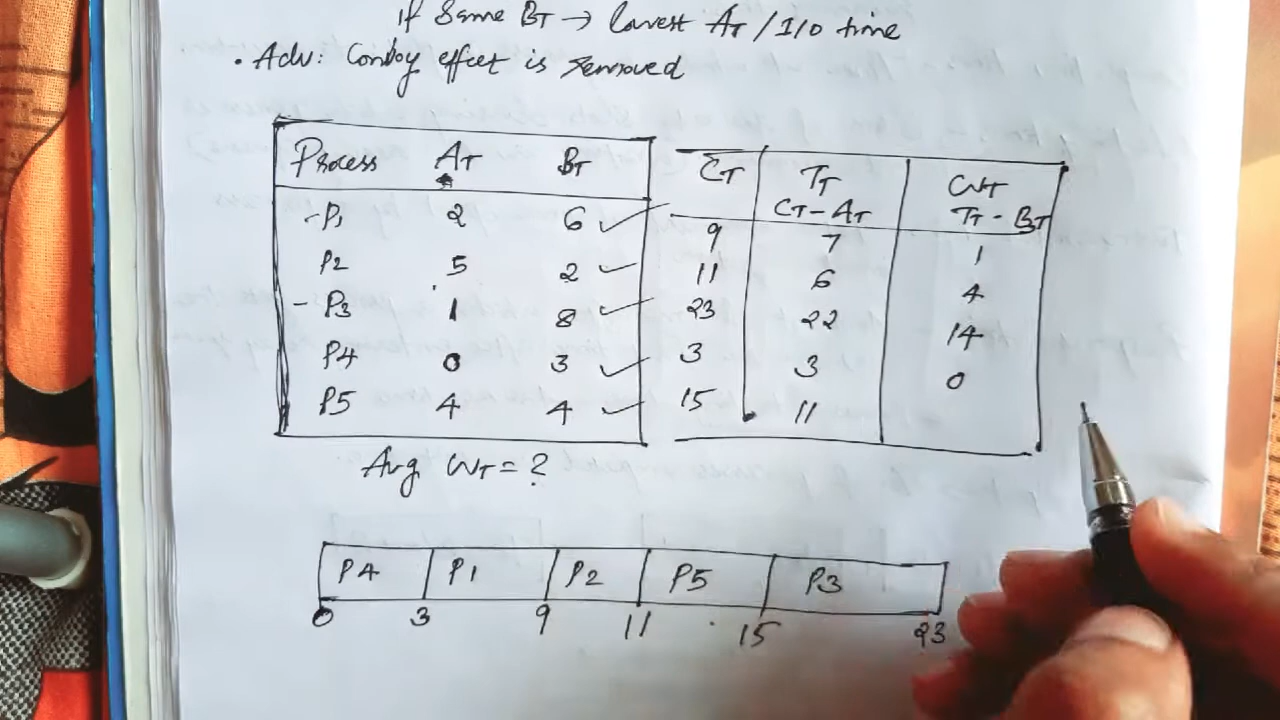 if Same BT → lowest AT / I/O time
• Adv: Convoy effect is removed
Process AT BT CT TT WT
CT - AT TT - BT
- P1 2 6 ✓ 9 7 1
P2 5 2 ✓ 11 6 4
- P3 1 8 ✓ 23 22 14
P4 0 3 ✓ 3 3 0
P5 4 4 ✓ 15 11
Avg WT = ?
P4 P1 P2 P5 P3
0 3 9 11 15 23